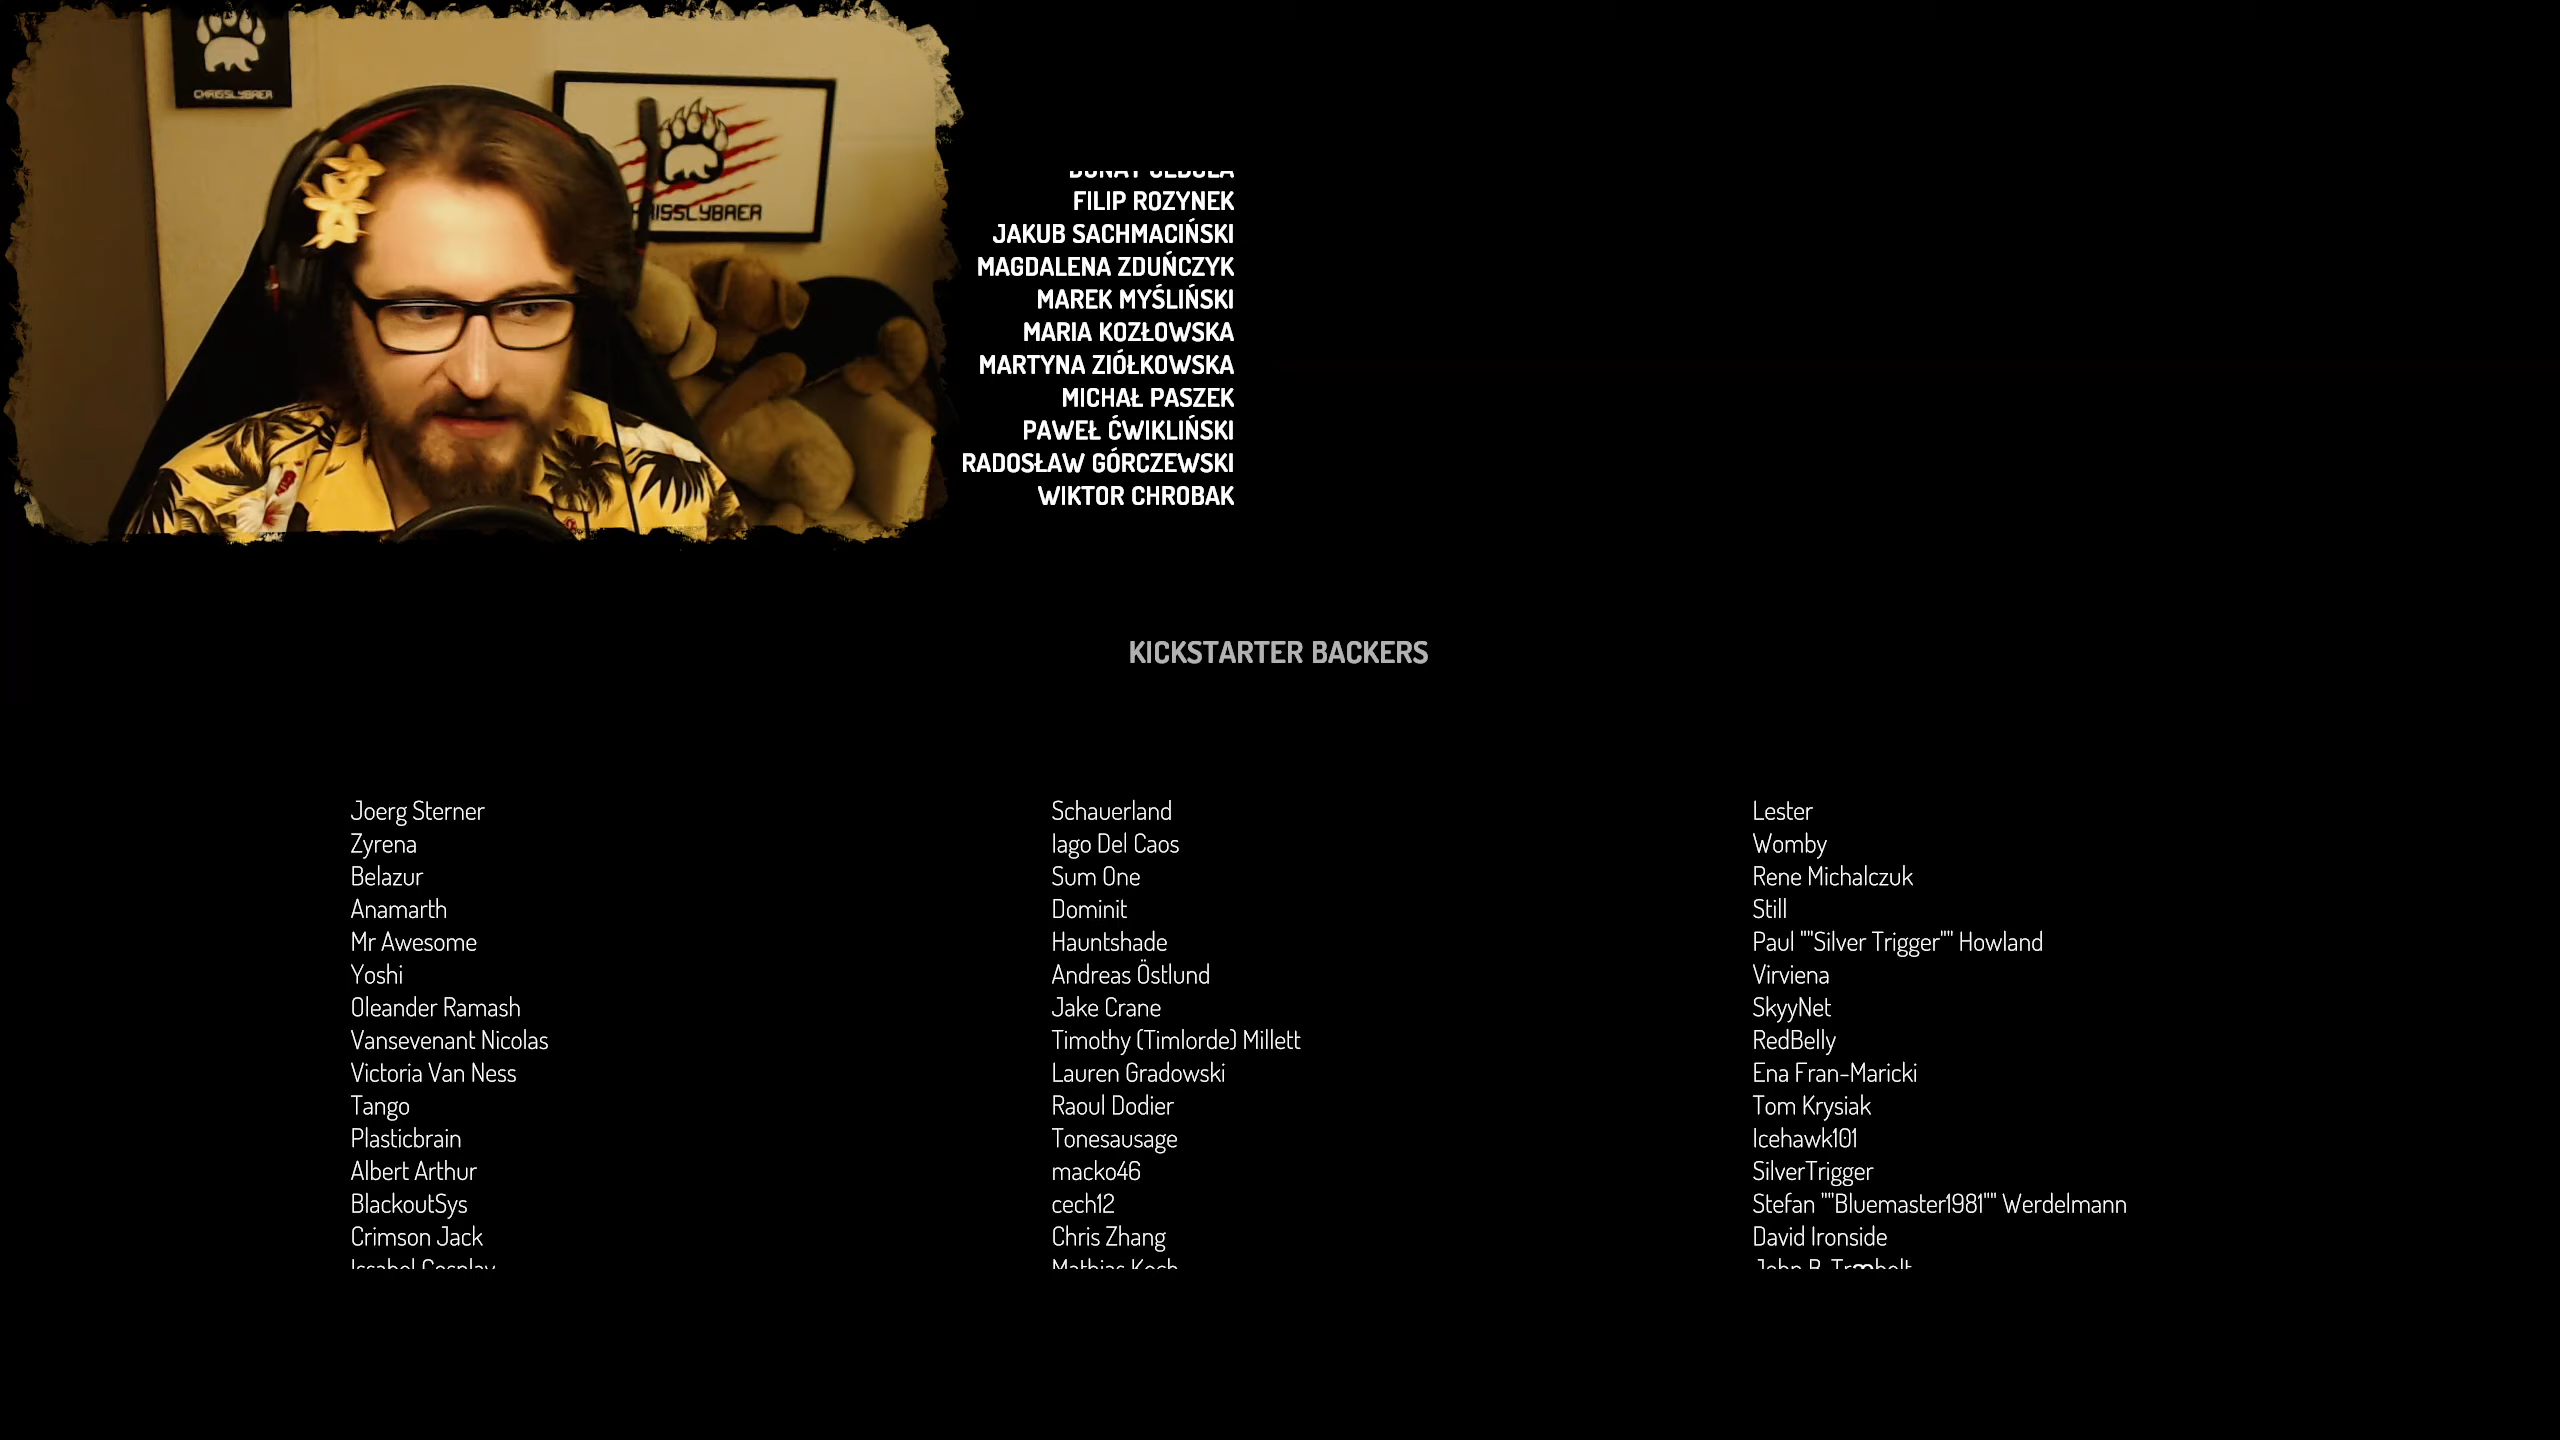 CHRISSLYBAER
FILIP ROZYNEK
JAKUB SACHMACIŃSKI
MAGDALENA ZDUŃCZYK
MAREK MYŚLIŃSKI
MARIA KOZŁOWSKA
MARTYNA ZIÓŁKOWSKA
MICHAŁ PASZEK
PAWEŁ ĆWIKLIŃSKI
RADOSŁAW GÓRCZEWSKI
WIKTOR CHROBAK
KICKSTARTER BACKERS
Joerg Sterner
Zyrena
Belazur
Anamarth
Mr Awesome
Yoshi
Oleander Ramash
Vansevenant Nicolas
Victoria Van Ness
Tango
Plasticbrain
Albert Arthur
BlackoutSys
Crimson Jack
Schauerland
Iago Del Caos
Sum One
Dominit
Hauntshade
Andreas Östlund
Jake Crane
Timothy (Timlorde) Millett
Lauren Gradowski
Raoul Dodier
Tonesausage
macko46
cech12
Chris Zhang
Lester
Womby
Rene Michalczuk
Still
Paul ""Silver Trigger"" Howland
Virviena
SkyyNet
RedBelly
Ena Fran-Maricki
Tom Krysiak
Icehawk101
SilverTrigger
Stefan ""Bluemaster1981"" Werdelmann
David Ironside